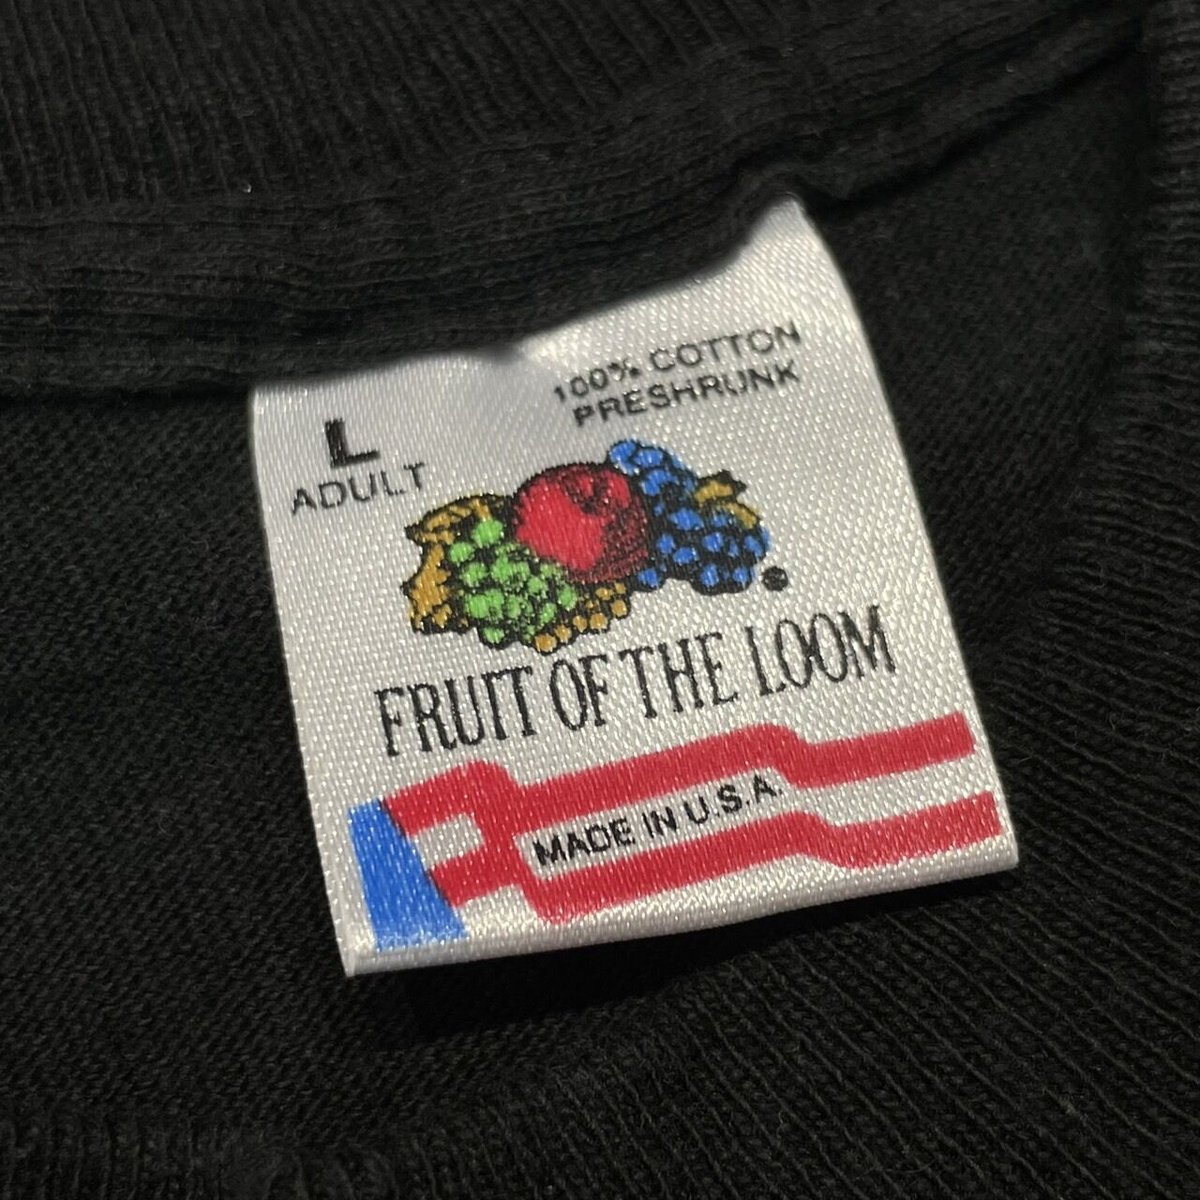 100% COTTON
PRESHRUNK
L
ADULT
FRUIT OF THE LOOM
MADE IN U.S.A.